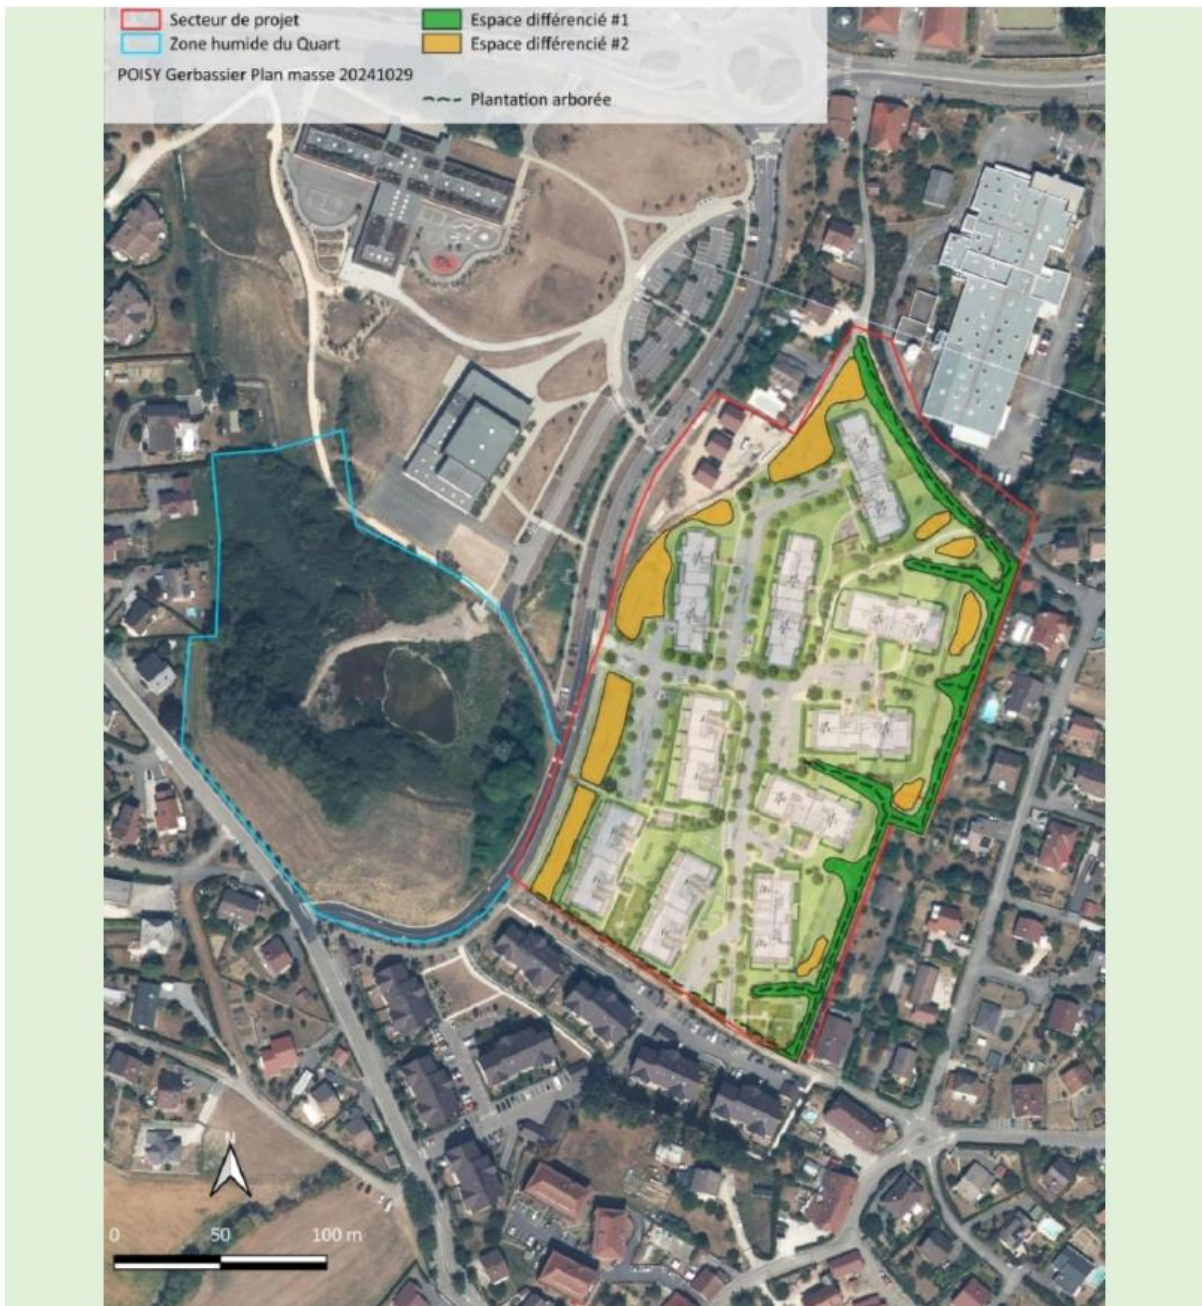 Secteur de projet
Espace différencié #1
Zone humide du Quart
Espace différencié #2
POISY Gerbassier Plan masse 20241029
Plantation arborée
N
0 50 100 m